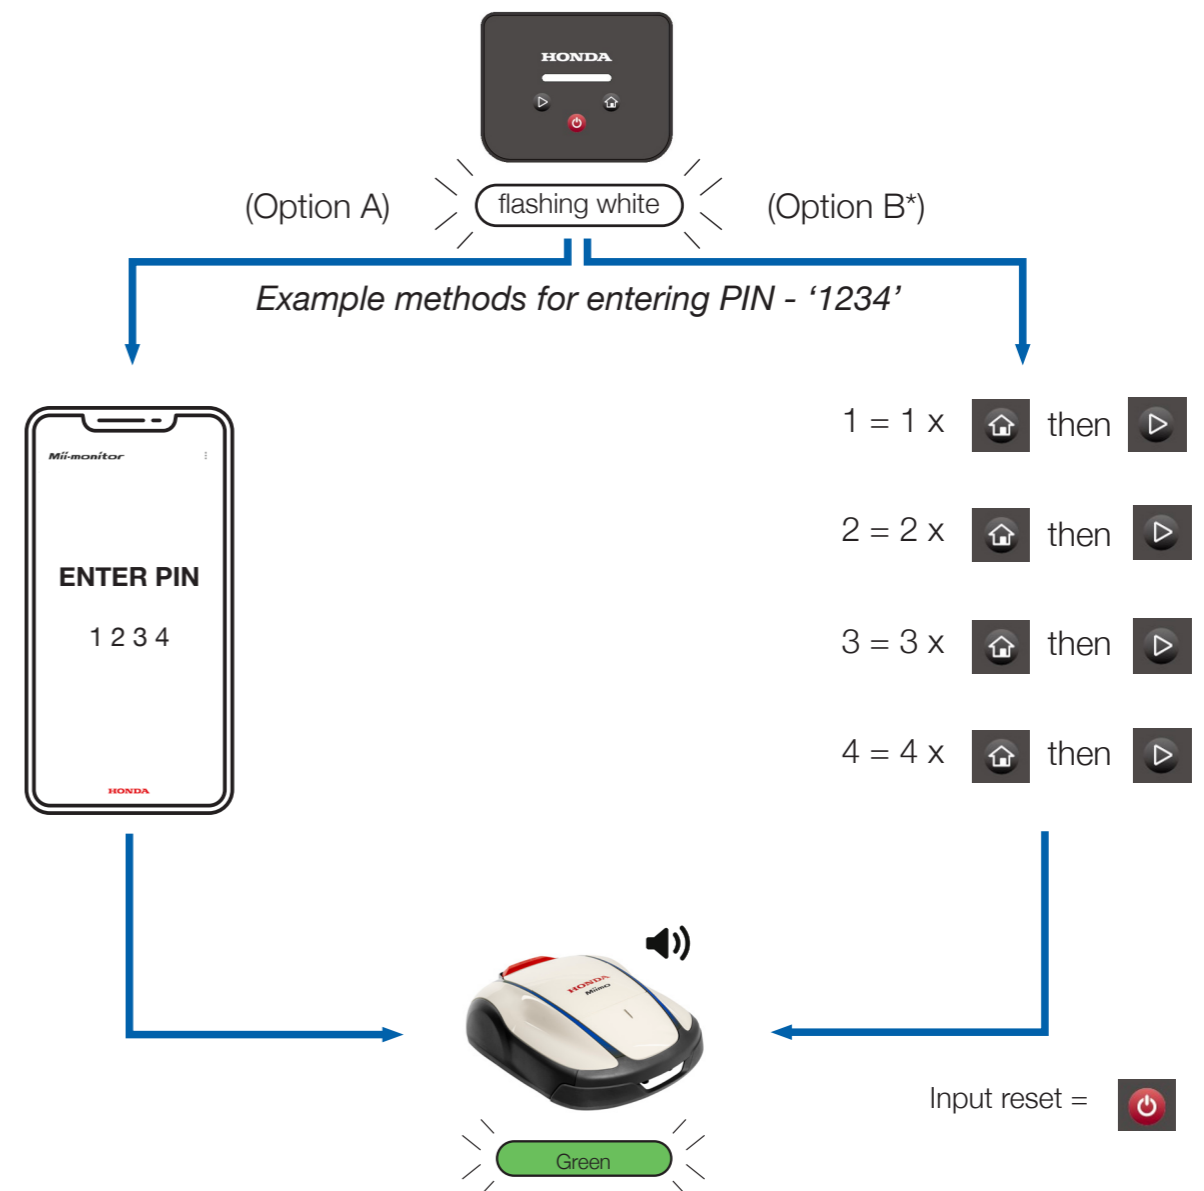 HONDA
(Option A)
flashing white
(Option B*)
Example methods for entering PIN - ‘1234’
Mii-monitor
ENTER PIN
1 2 3 4
HONDA
1 = 1 x then
2 = 2 x then
3 = 3 x then
4 = 4 x then
HONDA
Miimo
Input reset =
Green